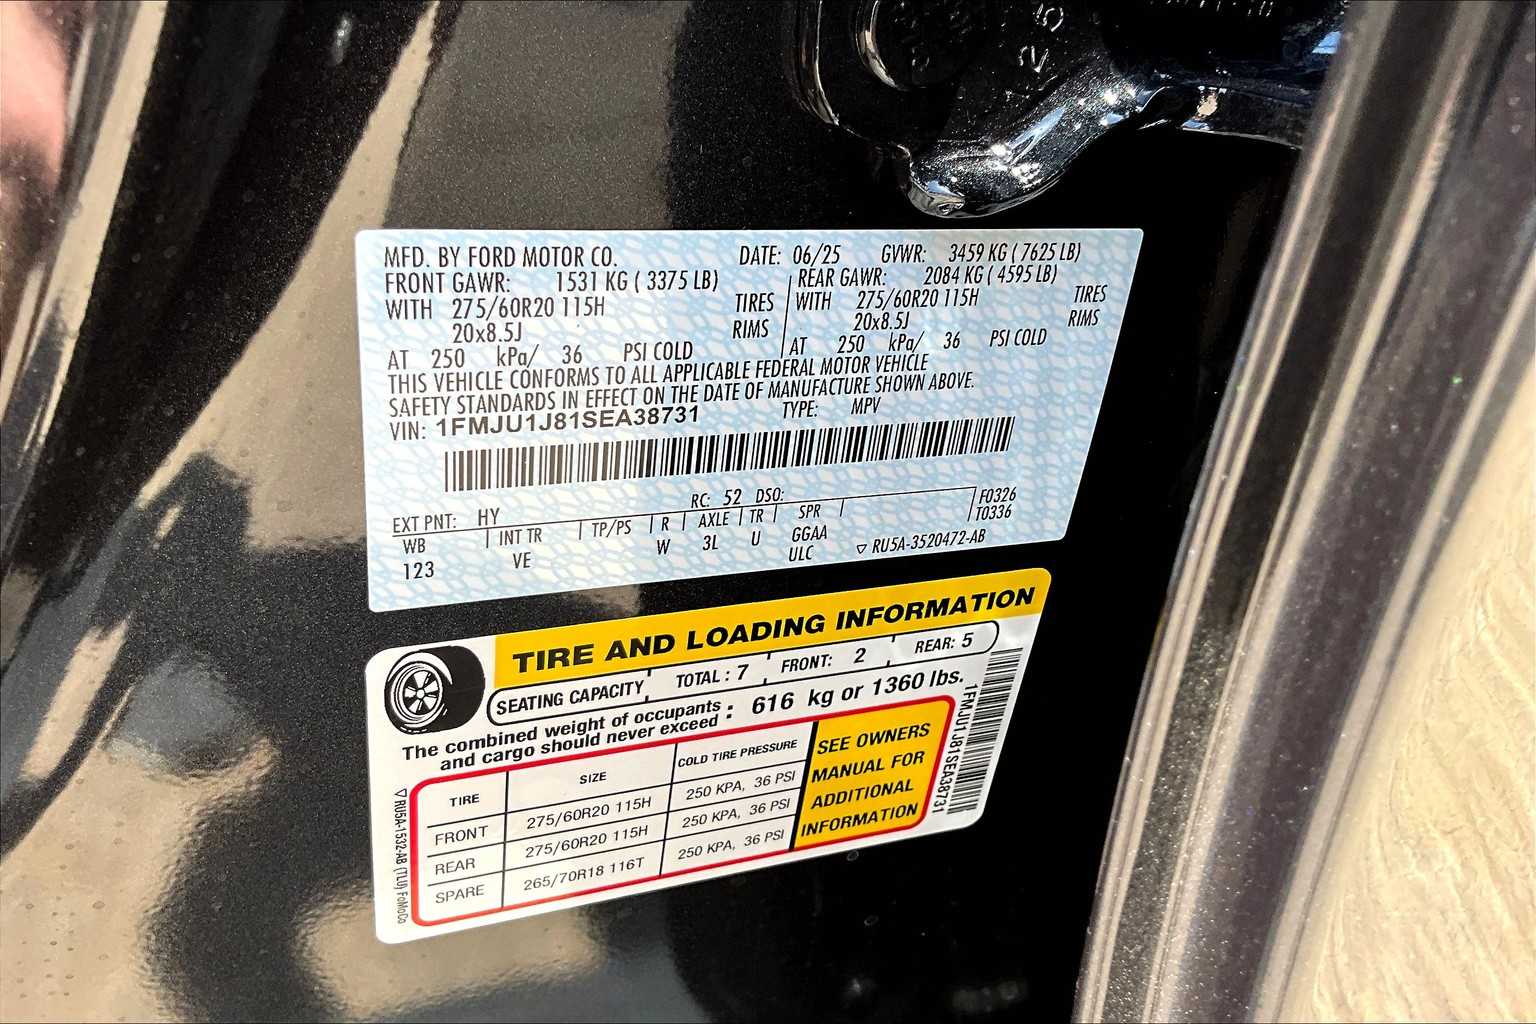 25
MFD. BY FORD MOTOR CO. DATE: 06/25 GVWR: 3459 KG ( 7625 LB)
FRONT GAWR: 1531 KG ( 3375 LB) REAR GAWR: 2084 KG ( 4595 LB)
WITH 275/60R20 115H TIRES WITH 275/60R20 115H TIRES
20x8.5J RIMS 20x8.5J RIMS
AT 250 kPa/ 36 PSI COLD AT 250 kPa/ 36 PSI COLD
THIS VEHICLE CONFORMS TO ALL APPLICABLE FEDERAL MOTOR VEHICLE
SAFETY STANDARDS IN EFFECT ON THE DATE OF MANUFACTURE SHOWN ABOVE.
VIN: 1FMJU1J81SEA38731 TYPE: MPV
EXT PNT: HY RC: 52 DSO: F0326
WB INT TR TP/PS R AXLE TR SPR T0336
123 VE W 3L U GGAA
ULC ▽ RU5A-3520472-AB
TIRE AND LOADING INFORMATION
SEATING CAPACITY TOTAL : 7 FRONT: 2 REAR: 5
The combined weight of occupants
and cargo should never exceed : 616 kg or 1360 lbs.
TIRE SIZE COLD TIRE PRESSURE
FRONT 275/60R20 115H 250 KPA, 36 PSI
REAR 275/60R20 115H 250 KPA, 36 PSI
SPARE 265/70R18 116T 250 KPA, 36 PSI
SEE OWNERS
MANUAL FOR
ADDITIONAL
INFORMATION
1FMJU1J81SEA38731
▽ RU5A-1532-AB (TLU) FoMoCo